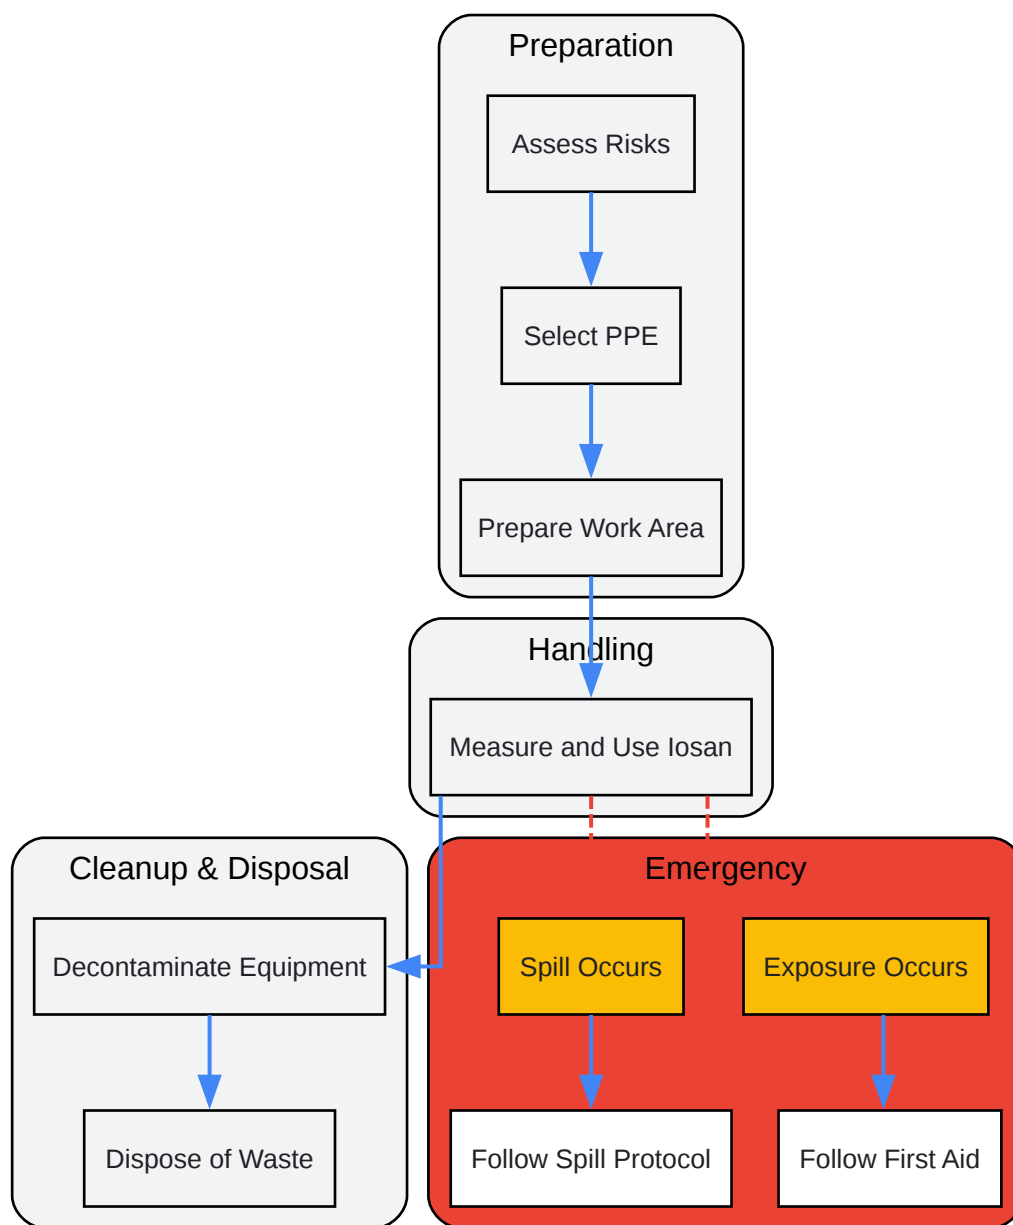 Preparation
Assess Risks
Select PPE
Prepare Work Area
Handling
Measure and Use Iosan
Cleanup & Disposal
Emergency
Decontaminate Equipment
Spill Occurs
Exposure Occurs
Dispose of Waste
Follow Spill Protocol
Follow First Aid